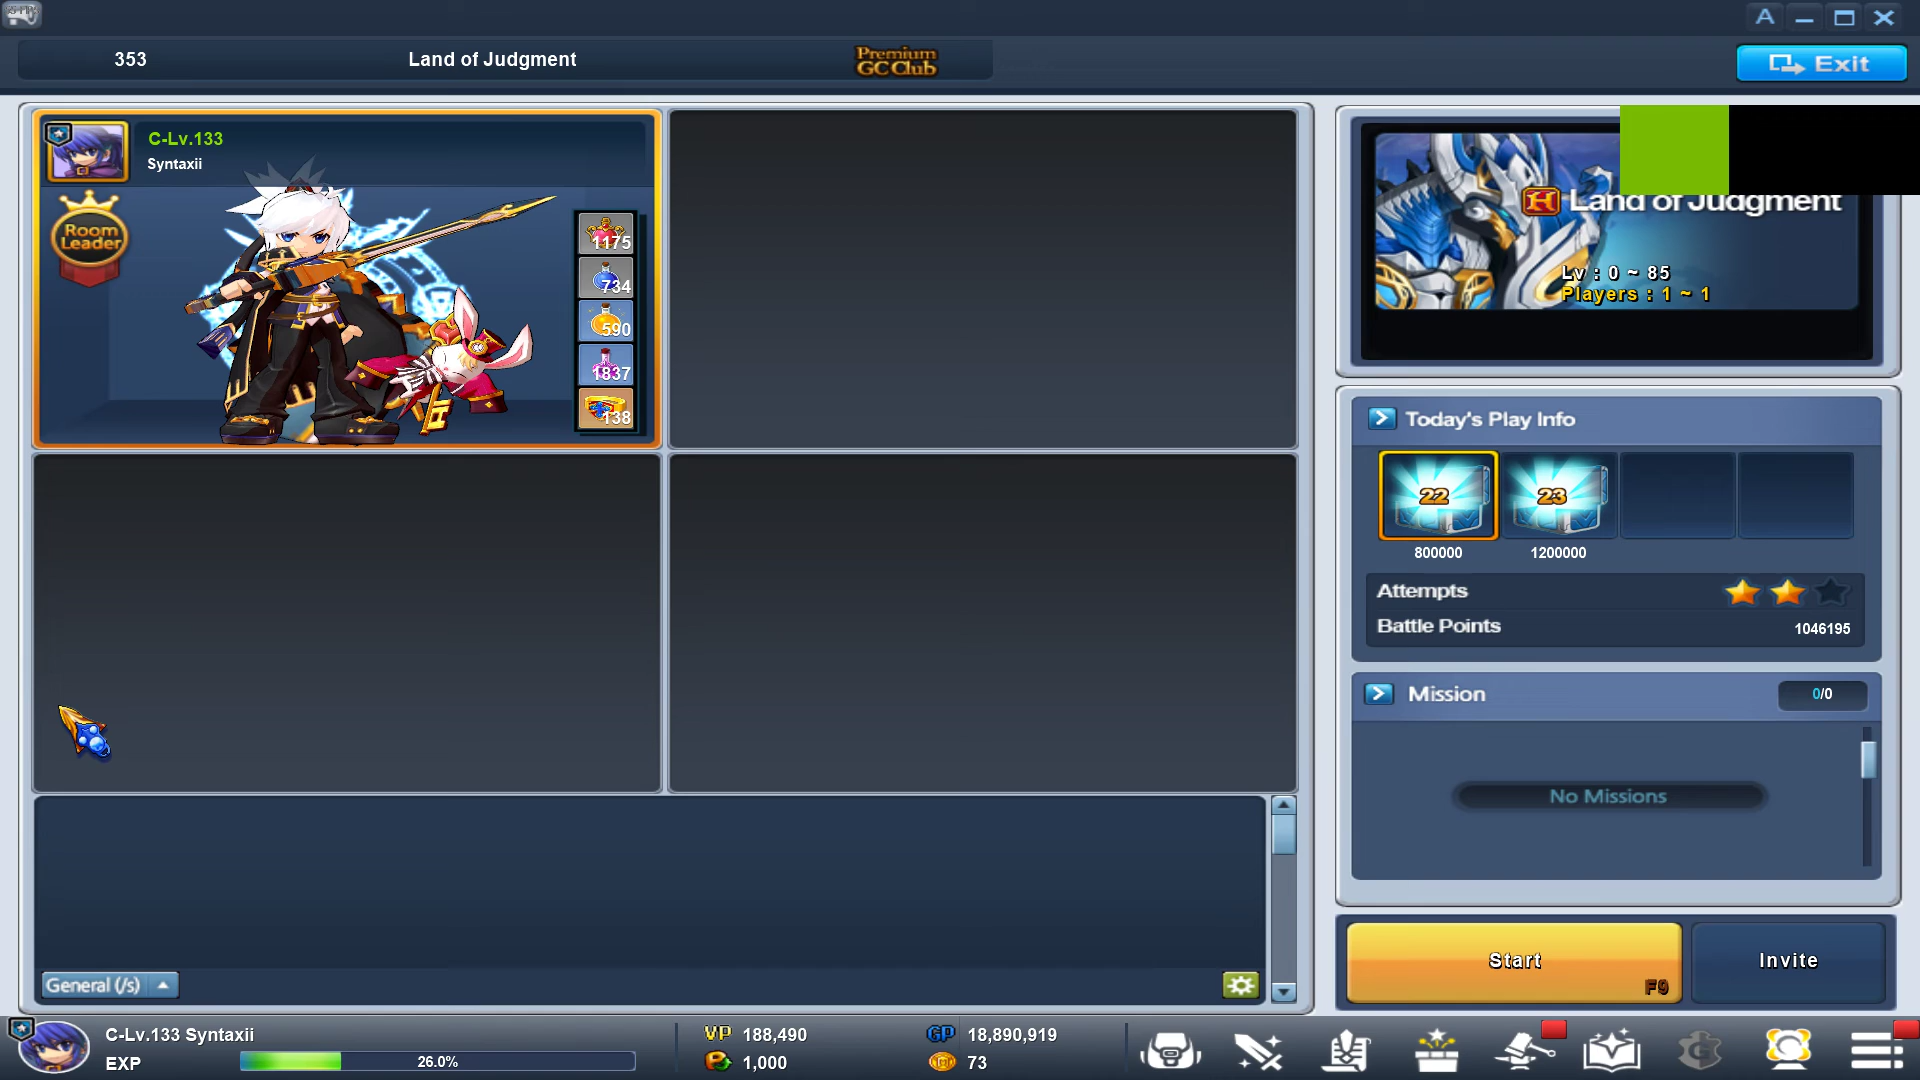 A
353
Land of Judgment
Premium
GC Club
Exit
C-Lv.133
Syntaxii
Room
Leader
1175
734
590
1837
138
H Land of Judgment
Lv : 0 ~ 85
Players : 1 ~ 1
Today's Play Info
22
23
800000
1200000
Attempts
Battle Points
1046195
Mission
0/0
No Missions
General (/s)
Start
F9
Invite
C-Lv.133 Syntaxii
EXP
26.0%
VP
188,490
GP
18,890,919
1,000
73